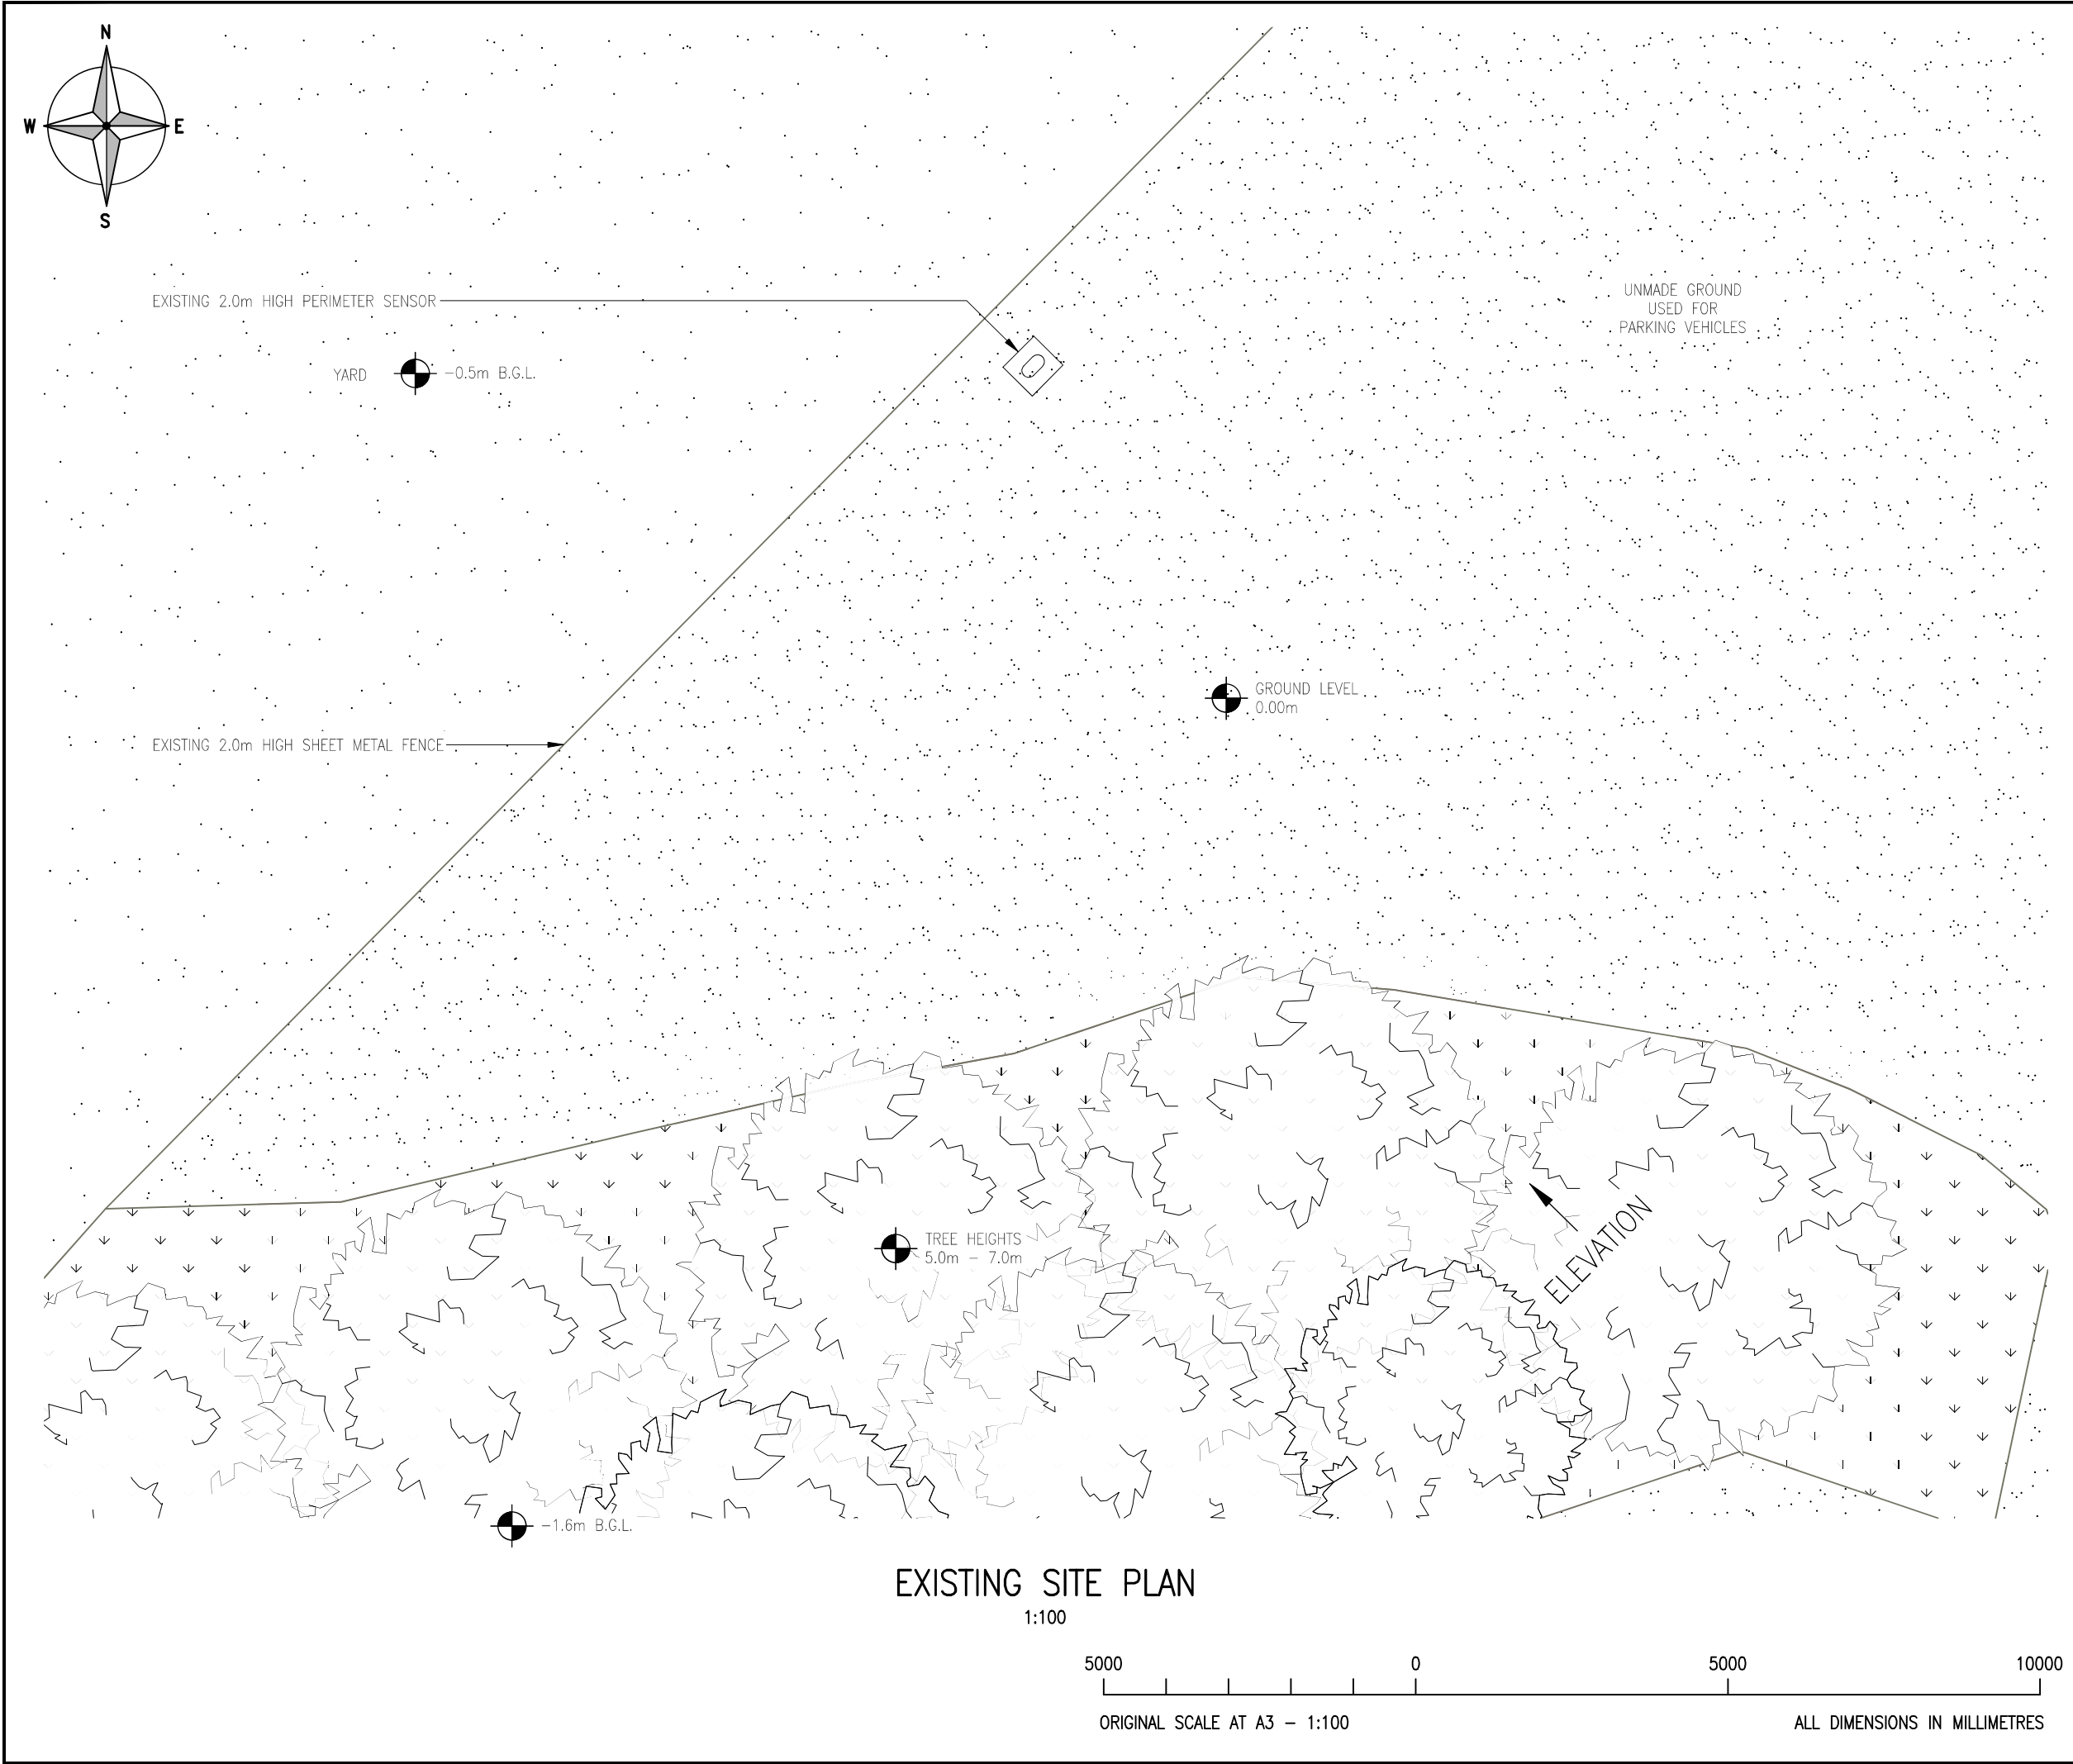 N
W
E
S
EXISTING 2.0m HIGH PERIMETER SENSOR
UNMADE GROUND
USED FOR
PARKING VEHICLES
YARD
-0.5m B.G.L.
GROUND LEVEL
0.00m
EXISTING 2.0m HIGH SHEET METAL FENCE
TREE HEIGHTS
5.0m - 7.0m
ELEVATION
-1.6m B.G.L.
EXISTING SITE PLAN
1:100
5000
0
5000
10000
ORIGINAL SCALE AT A3 - 1:100
ALL DIMENSIONS IN MILLIMETRES